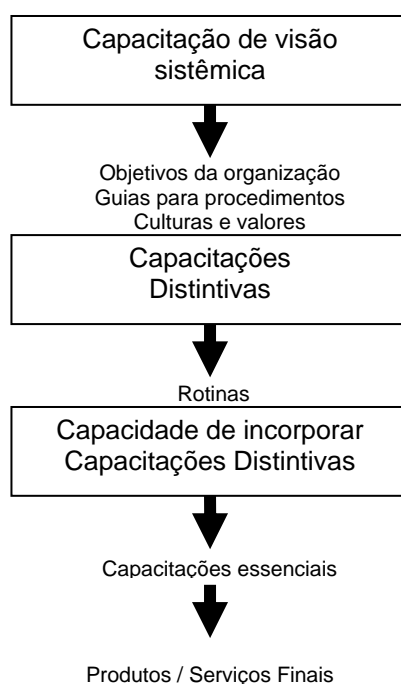 Capacitação de visão
sistêmica
Objetivos da organização
Guias para procedimentos
Culturas e valores
Capacitações
Distintivas
Rotinas
Capacidade de incorporar
Capacitações Distintivas
Capacitações essenciais
Produtos / Serviços Finais